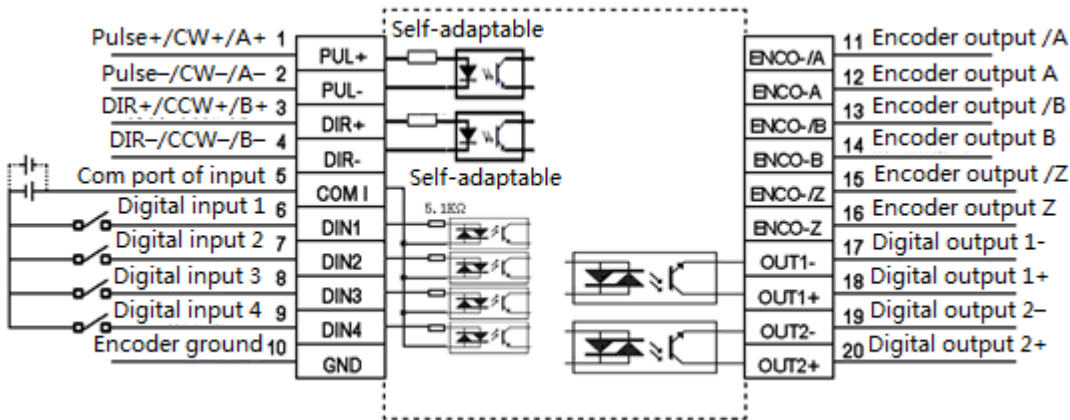 Self-adaptable
Pulse+/CW+/A+ 1 PUL+
Pulse–/CW–/A– 2 PUL-
DIR+/CCW+/B+ 3 DIR+
DIR–/CCW–/B– 4 DIR-
Com port of input 5 COM I
Self-adaptable
5.1KΩ
Digital input 1 6 DIN1
Digital input 2 7 DIN2
Digital input 3 8 DIN3
Digital input 4 9 DIN4
Encoder ground 10 GND
ENCO-/A 11 Encoder output /A
ENCO-A 12 Encoder output A
ENCO-/B 13 Encoder output /B
ENCO-B 14 Encoder output B
ENCO-/Z 15 Encoder output /Z
ENCO-Z 16 Encoder output Z
OUT1- 17 Digital output 1-
OUT1+ 18 Digital output 1+
OUT2- 19 Digital output 2–
OUT2+ 20 Digital output 2+